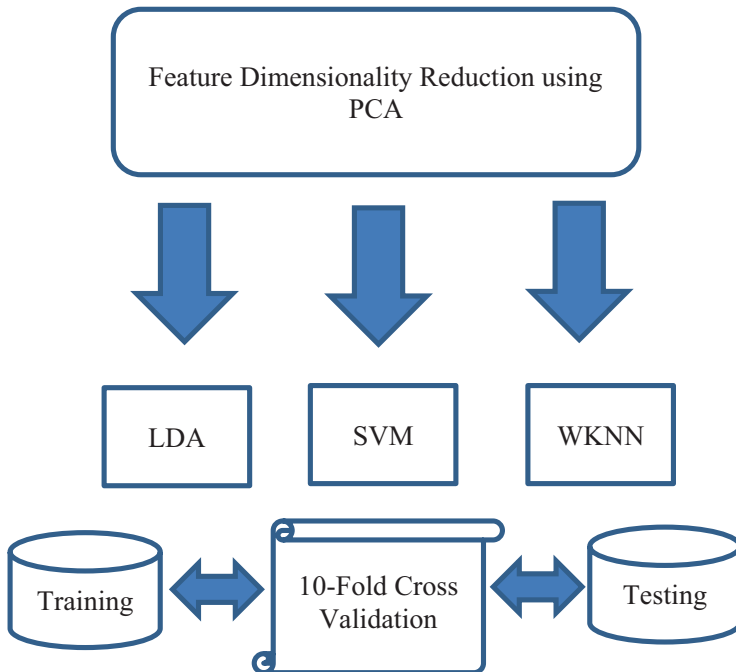 Feature Dimensionality Reduction using
PCA
LDA
SVM
WKNN
Training
10-Fold Cross
Validation
Testing